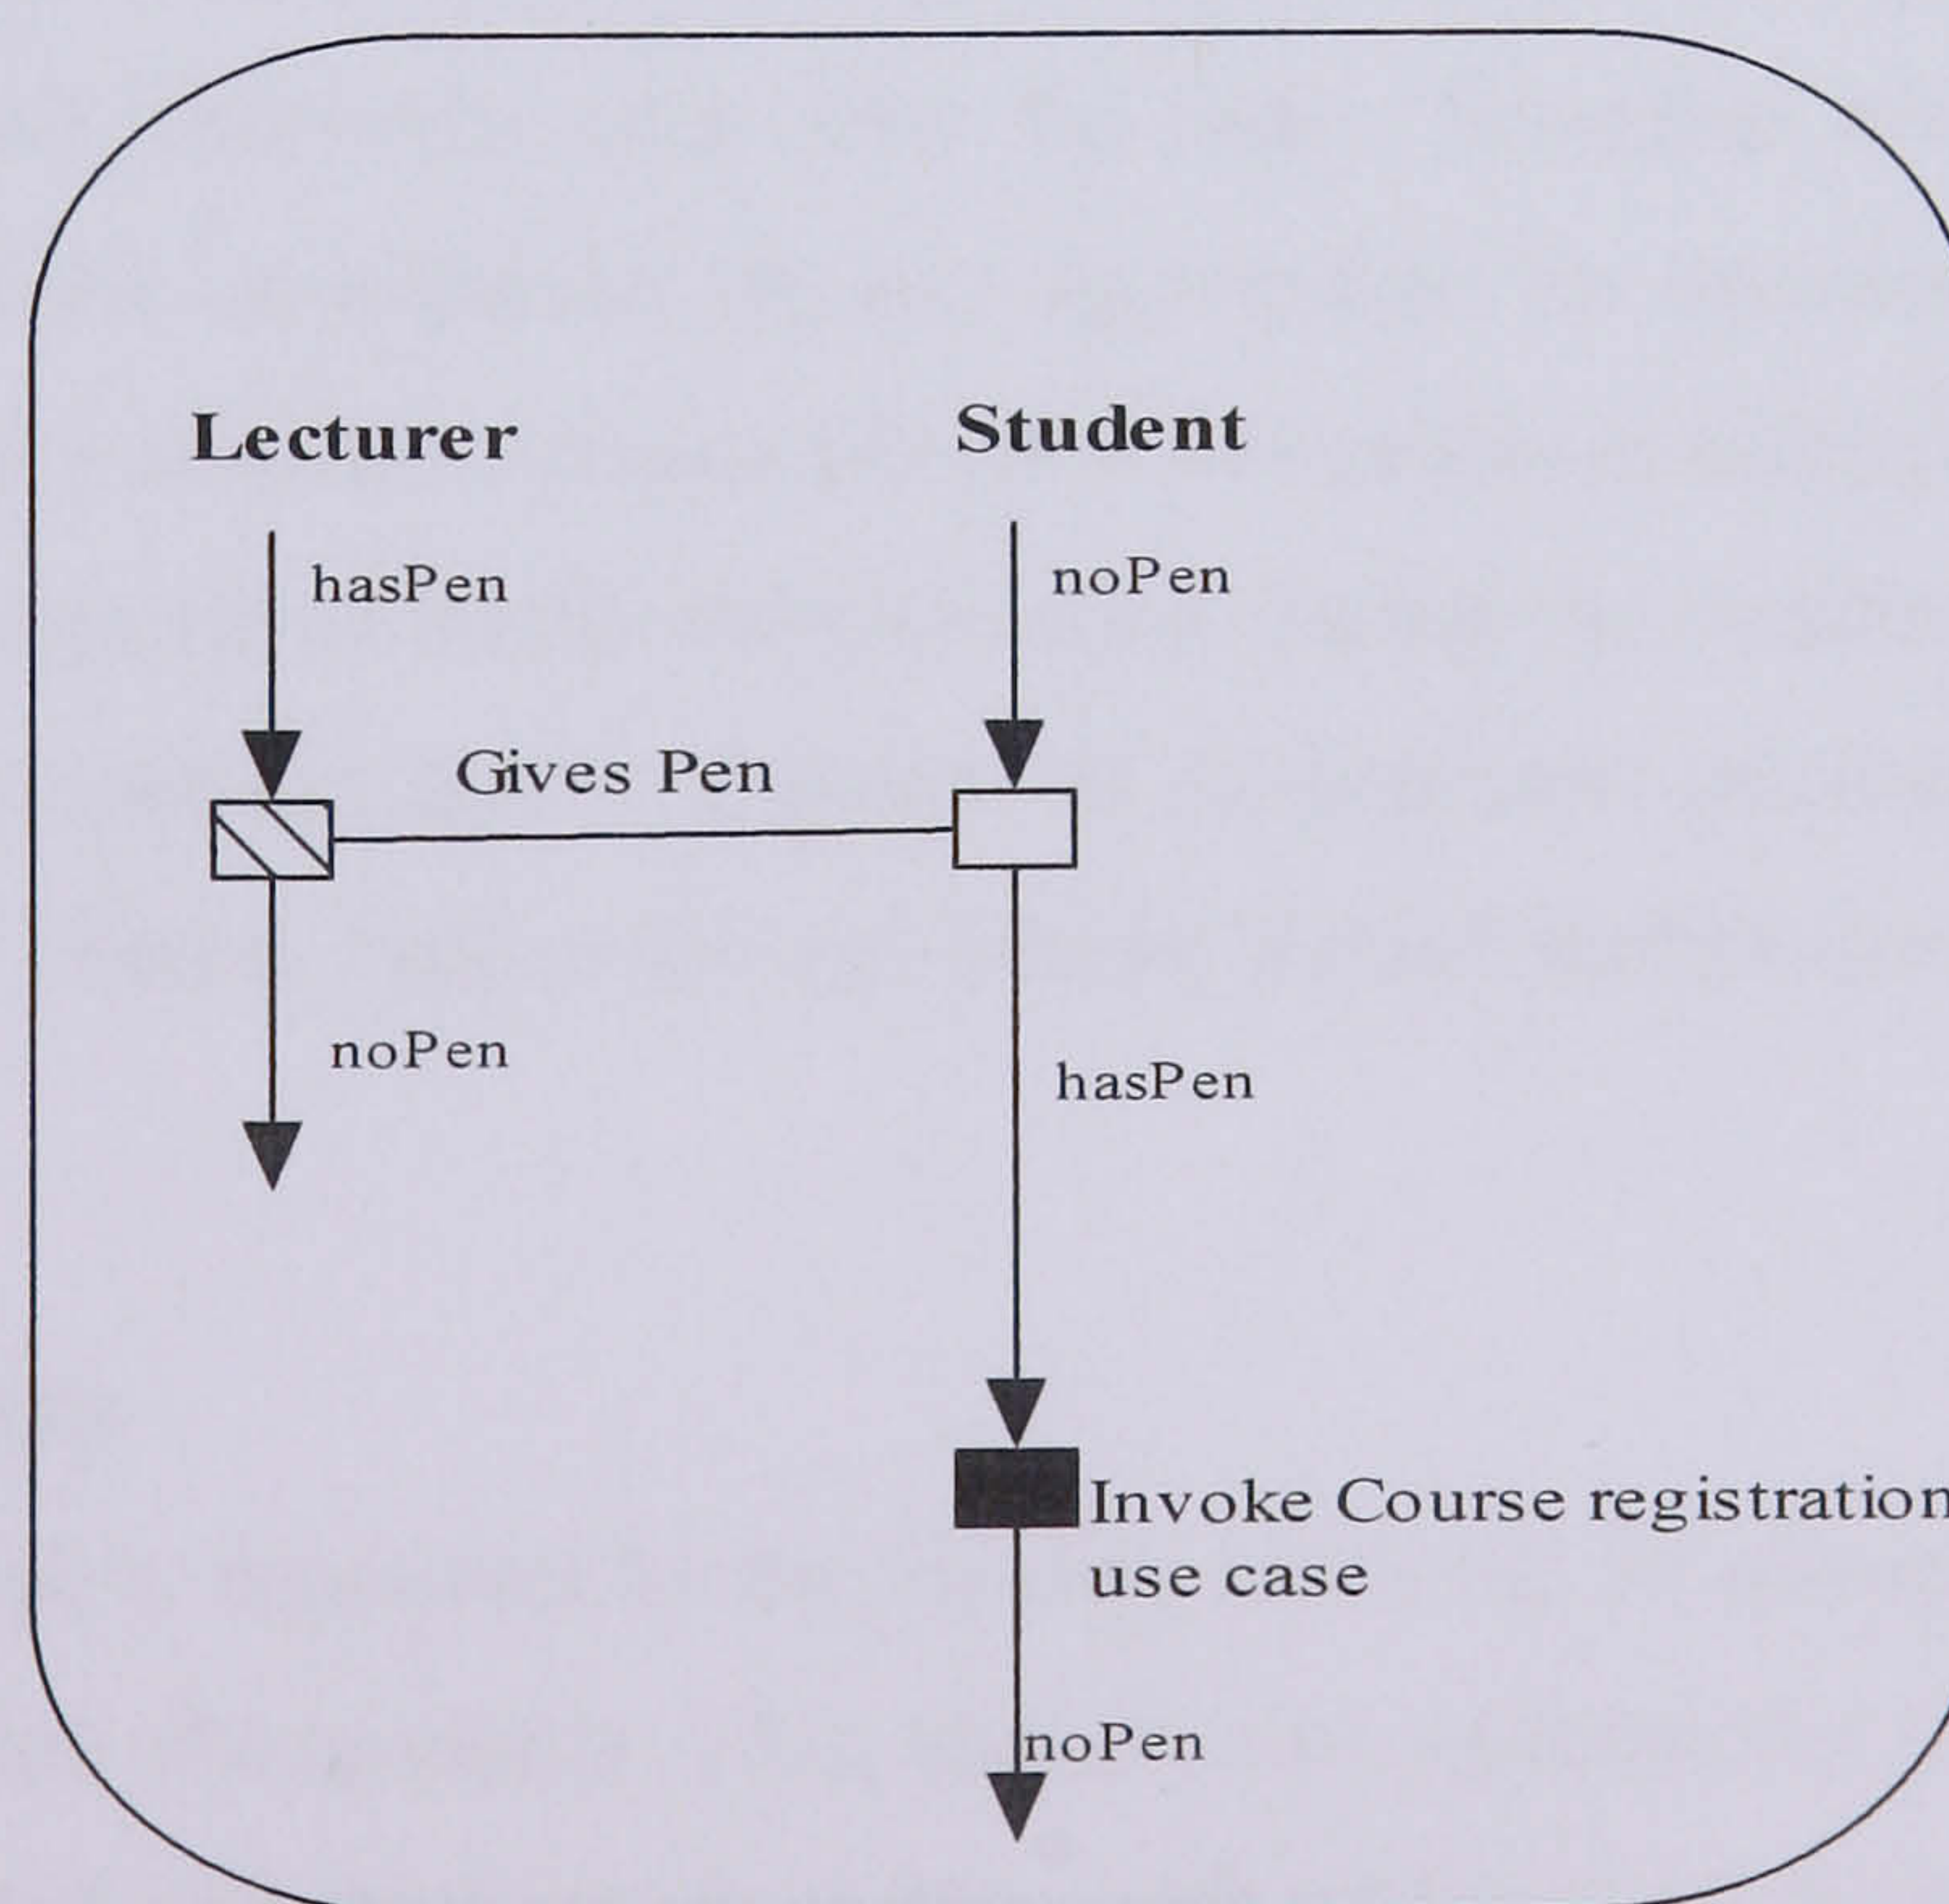 Lecturer
Student
hasPen
noPen
Gives Pen
noPen
hasPen
Invoke Course registration
use case
noPen